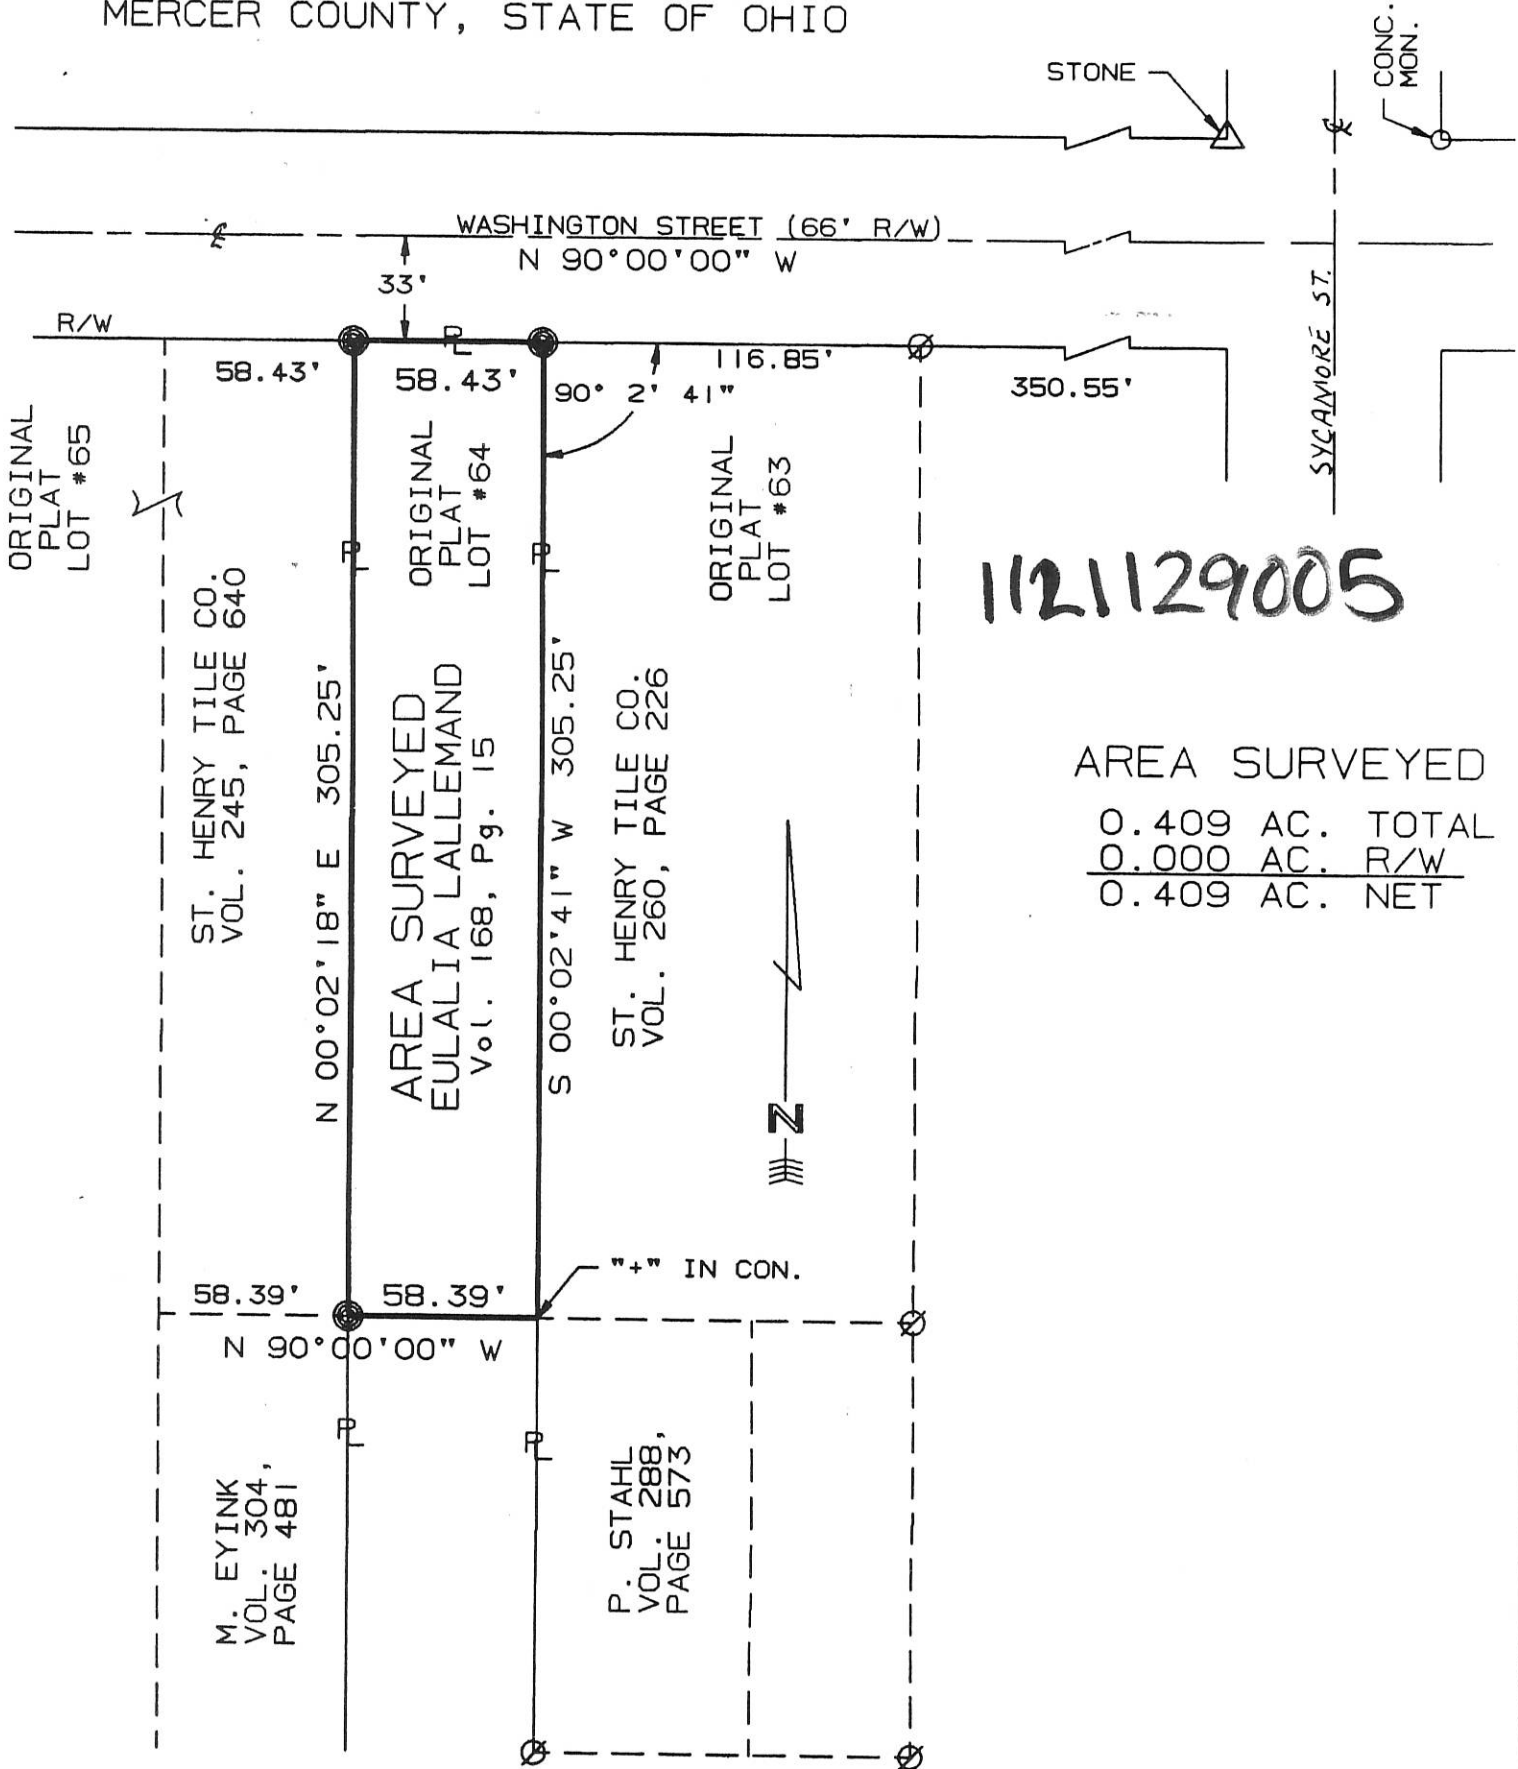 MERCER COUNTY, STATE OF OHIO
STONE
CONC.
MON.
WASHINGTON STREET (66' R/W)
N 90°00'00" W
33'
R/W
SYCAMORE ST.
58.43'
58.43'
116.85'
350.55'
90° 2' 41"
ORIGINAL
PLAT
LOT #65
ORIGINAL
PLAT
LOT #64
ORIGINAL
PLAT
LOT #63
1121129005
ST. HENRY TILE CO.
VOL. 245, PAGE 640
N 00°02'18" E 305.25'
AREA SURVEYED
EULALIA LALLEMAND
Vol. 168, Pg. 15
S 00°02'41" W 305.25'
ST. HENRY TILE CO.
VOL. 260, PAGE 226
AREA SURVEYED
0.409 AC. TOTAL
0.000 AC. R/W
0.409 AC. NET
N
"+" IN CON.
58.39'
58.39'
N 90°00'00" W
M. EYINK
VOL. 304,
PAGE 481
P. STAHL
VOL. 288,
PAGE 573